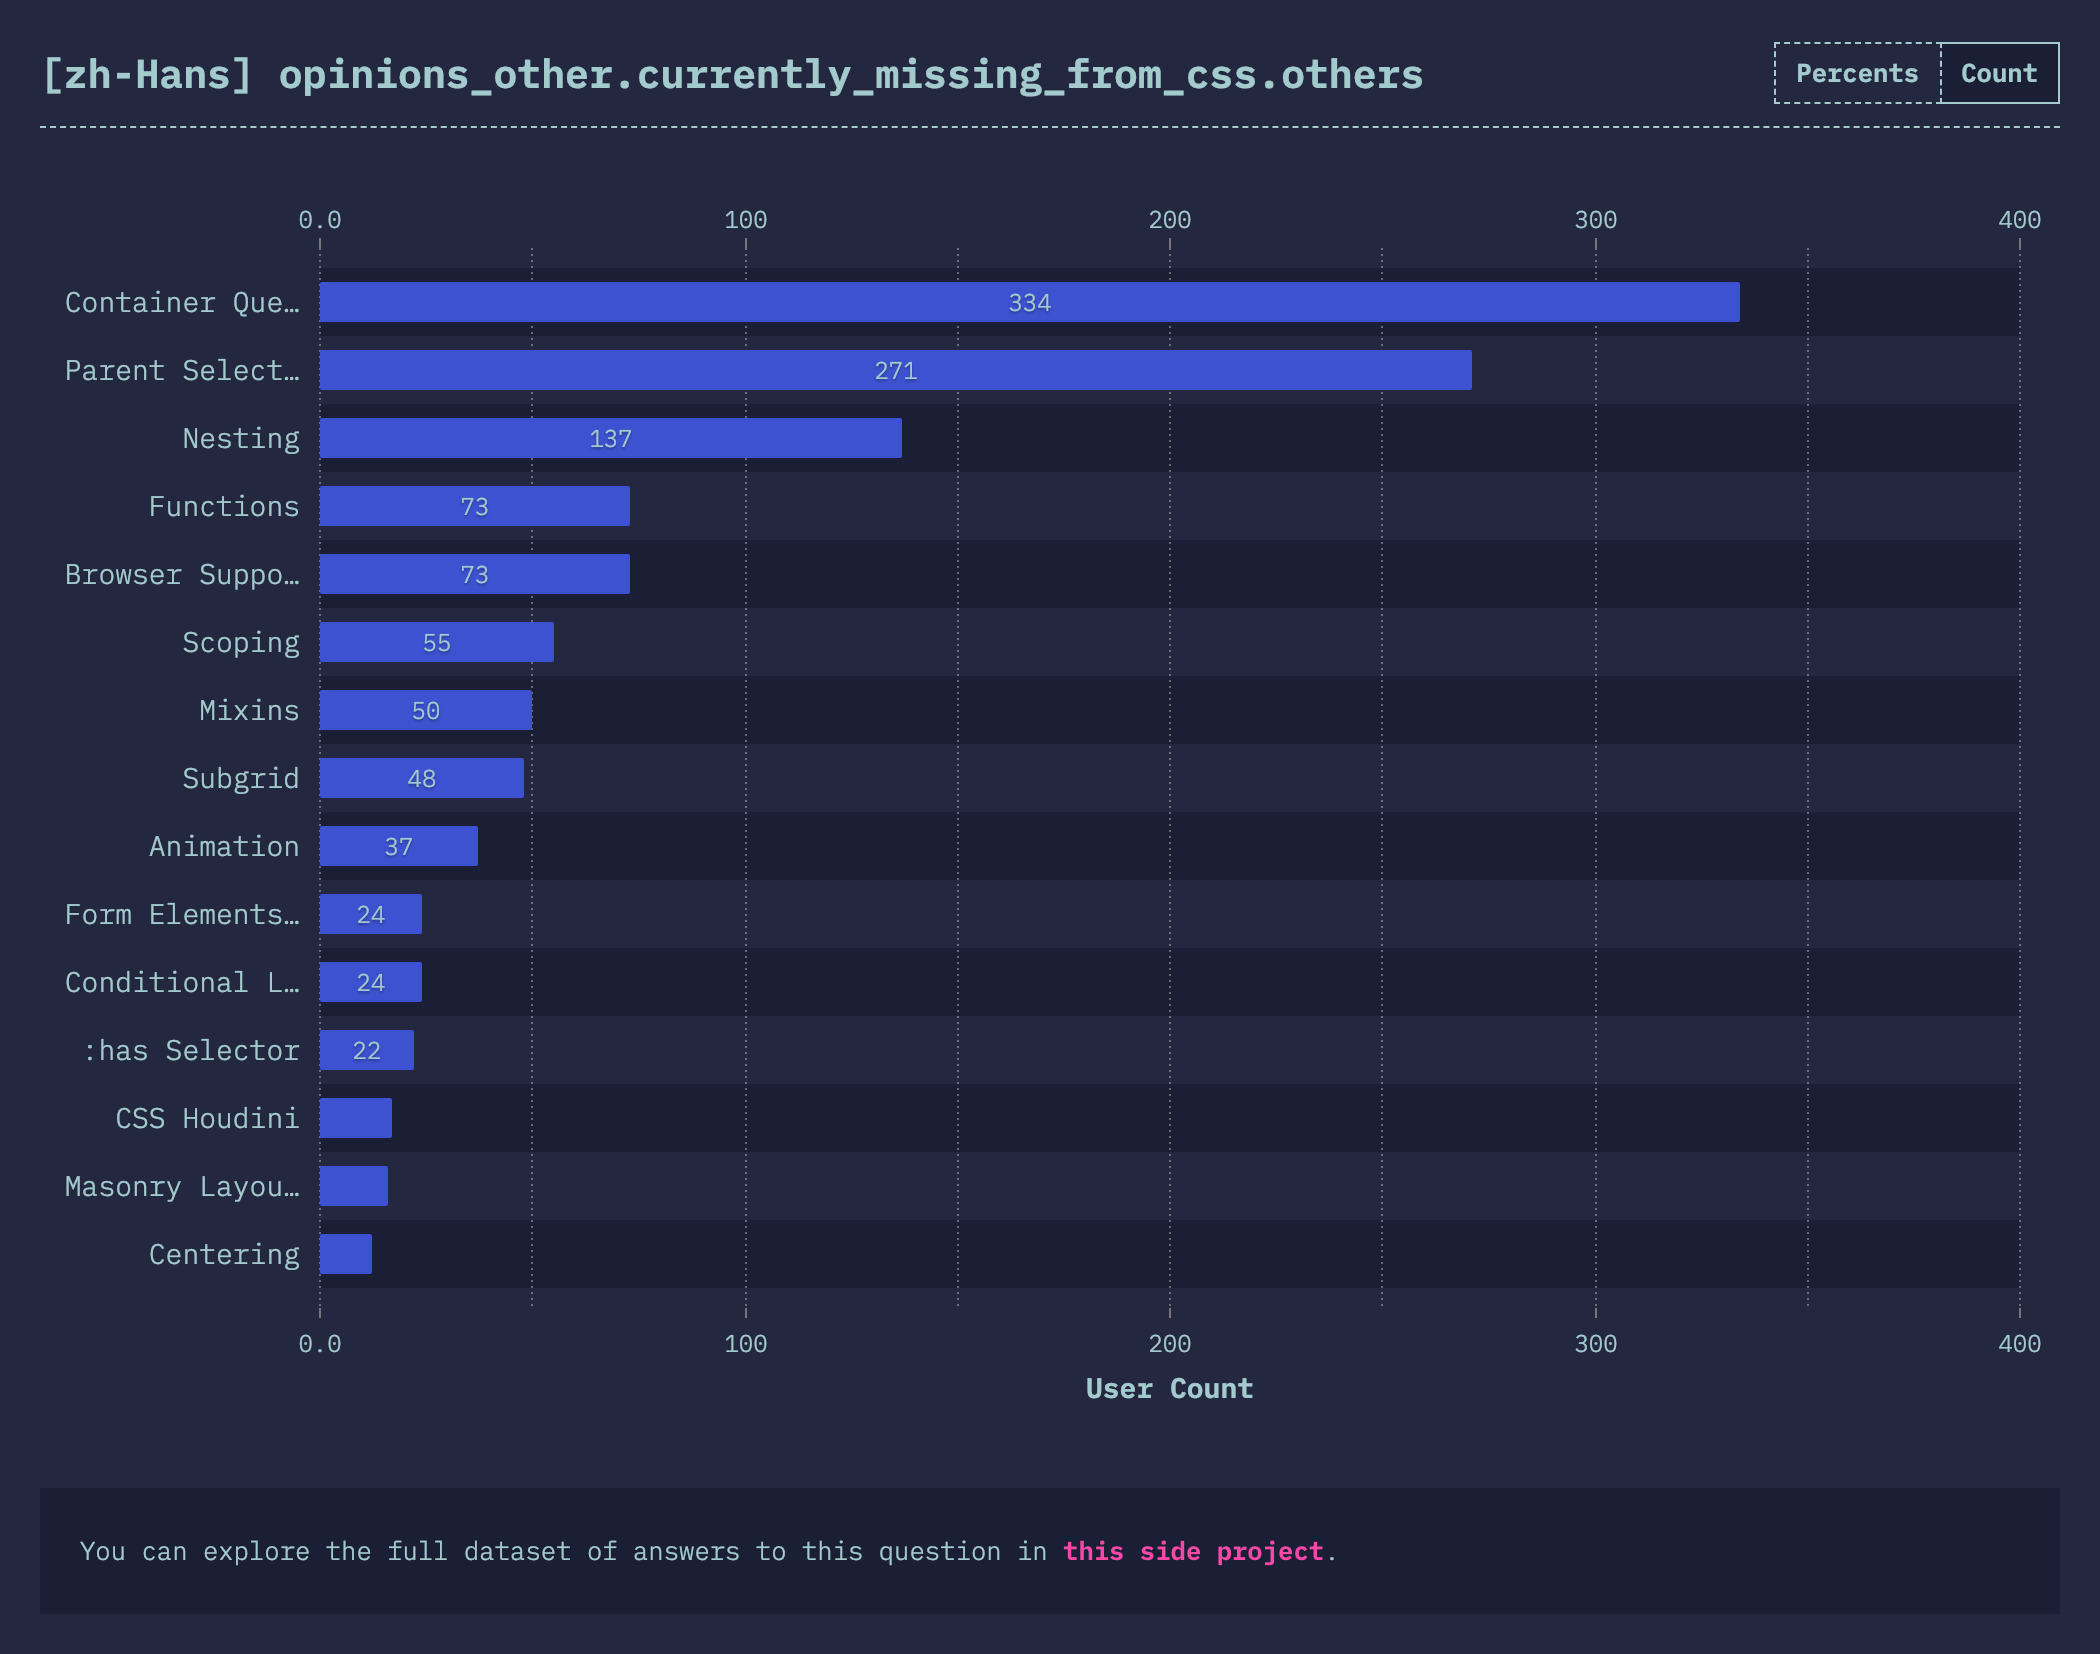 [zh-Hans] opinions_other.currently_missing_from_css.others
Percents Count
0.0 100 200 300 400
Container Que… 334
Parent Select… 271
Nesting 137
Functions 73
Browser Suppo… 73
Scoping 55
Mixins 50
Subgrid 48
Animation 37
Form Elements… 24
Conditional L… 24
:has Selector 22
CSS Houdini
Masonry Layou…
Centering
0.0 100 200 300 400
User Count
You can explore the full dataset of answers to this question in this side project.